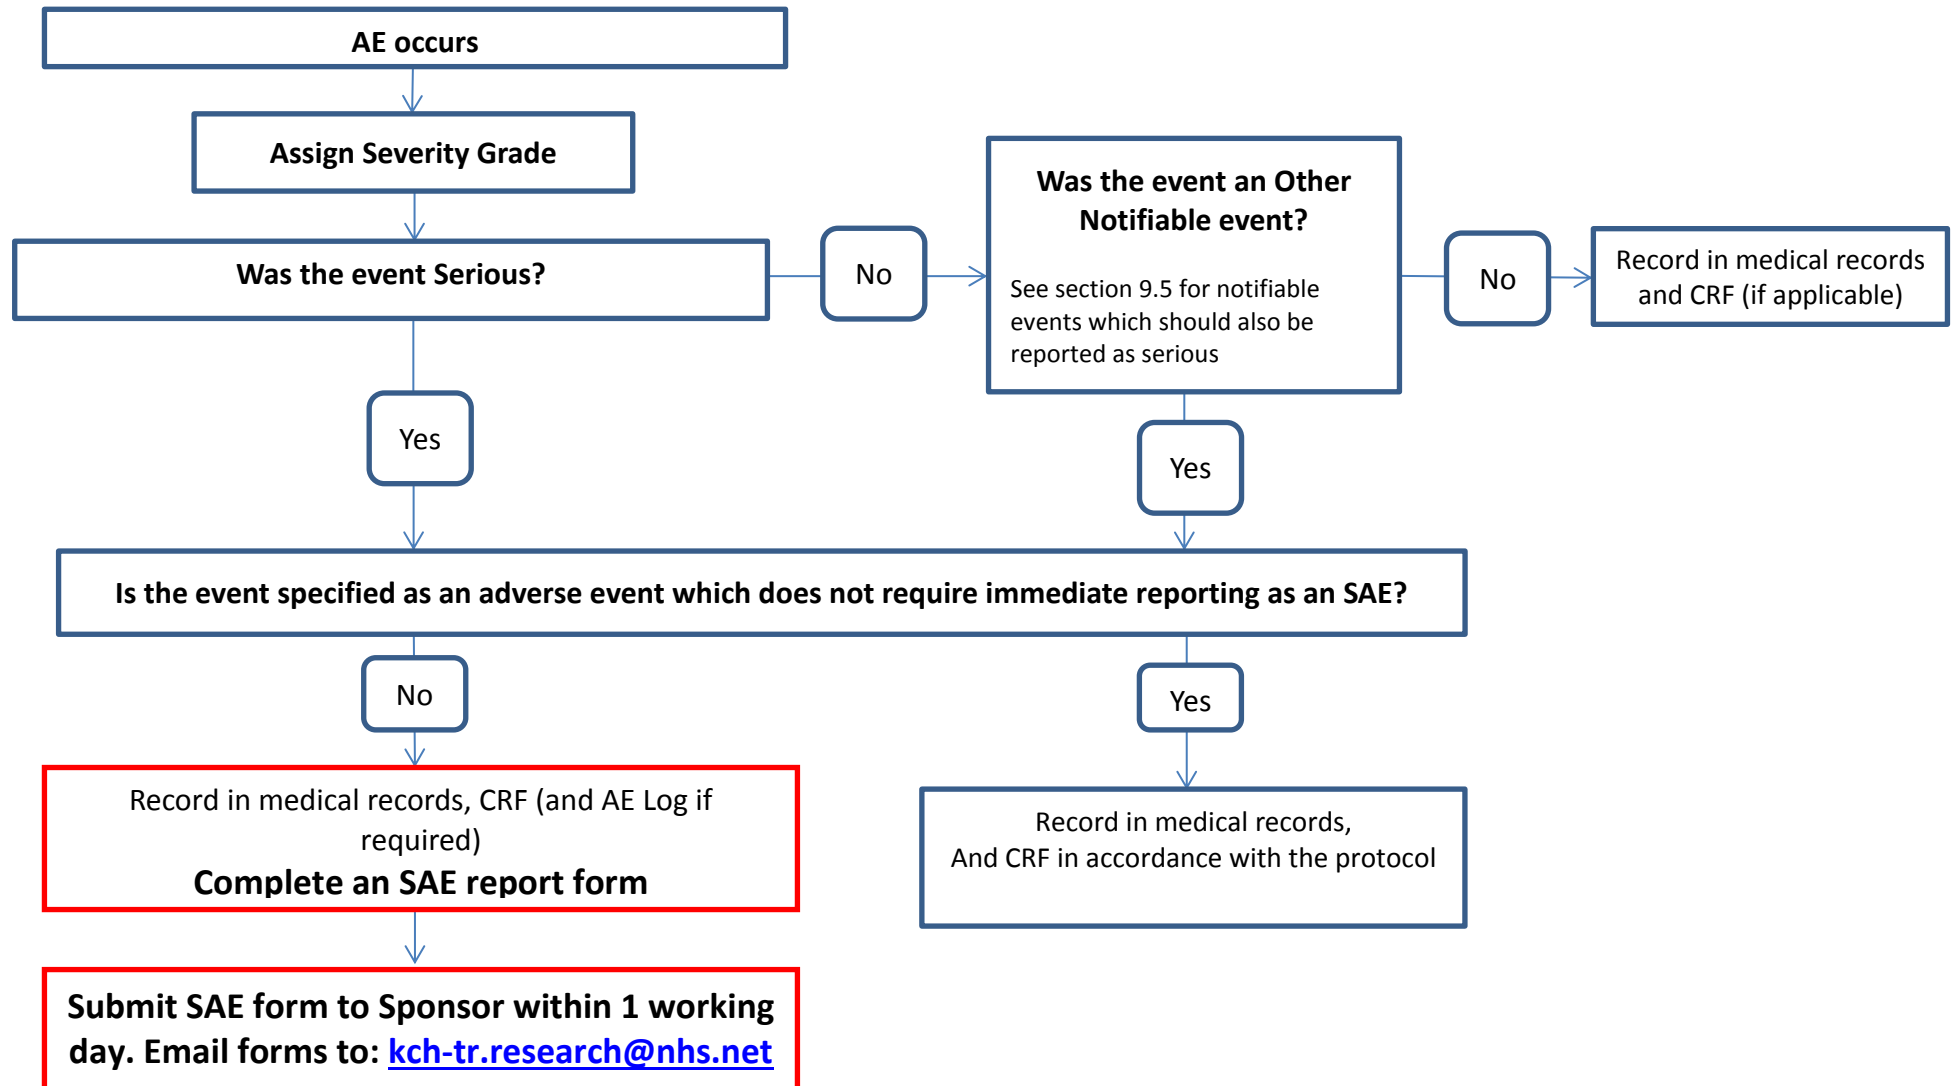 AE occurs
Assign Severity Grade
Was the event Serious?
No
Was the event an Other
Notifiable event?
See section 9.5 for notifiable
events which should also be
reported as serious
No
Record in medical records
and CRF (if applicable)
Yes
Yes
Is the event specified as an adverse event which does not require immediate reporting as an SAE?
No
Yes
Record in medical records, CRF (and AE Log if
required)
Complete an SAE report form
Record in medical records,
And CRF in accordance with the protocol
Submit SAE form to Sponsor within 1 working
day. Email forms to: kch-tr.research@nhs.net